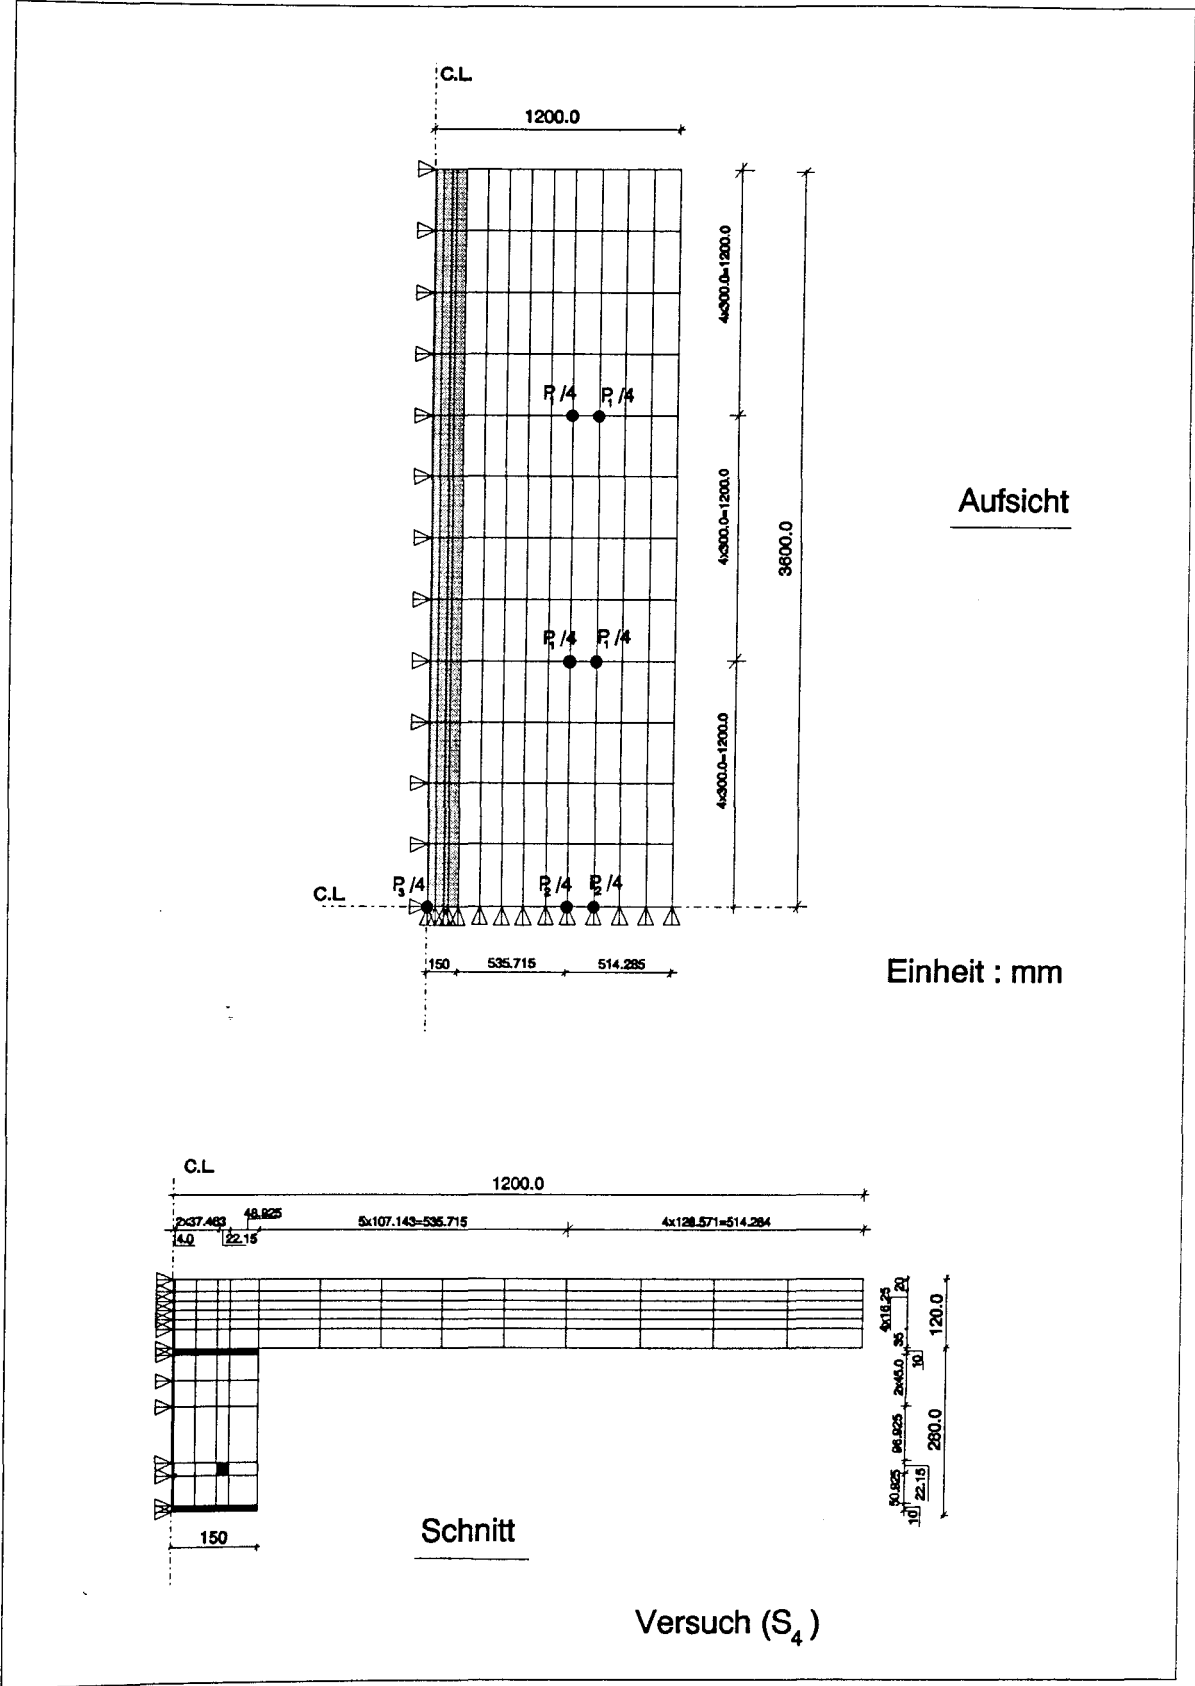 C.L.
1200.0
4x300.0=1200.0
P₁/4 P₁/4
4x300.0=1200.0
3600.0
Aufsicht
P₁/4 P₁/4
4x300.0=1200.0
P₃/4 P₂/4 P₂/4
C.L.
150 535.715 514.285
Einheit : mm
C.L.
1200.0
2x37.463 48.925 5x107.143=535.715 4x128.571=514.284
4.0 22.15
20
4x16.25 120.0
35
10
2x45.0
96.925 280.0
50.925 22.15
10
150
Schnitt
Versuch (S₄)